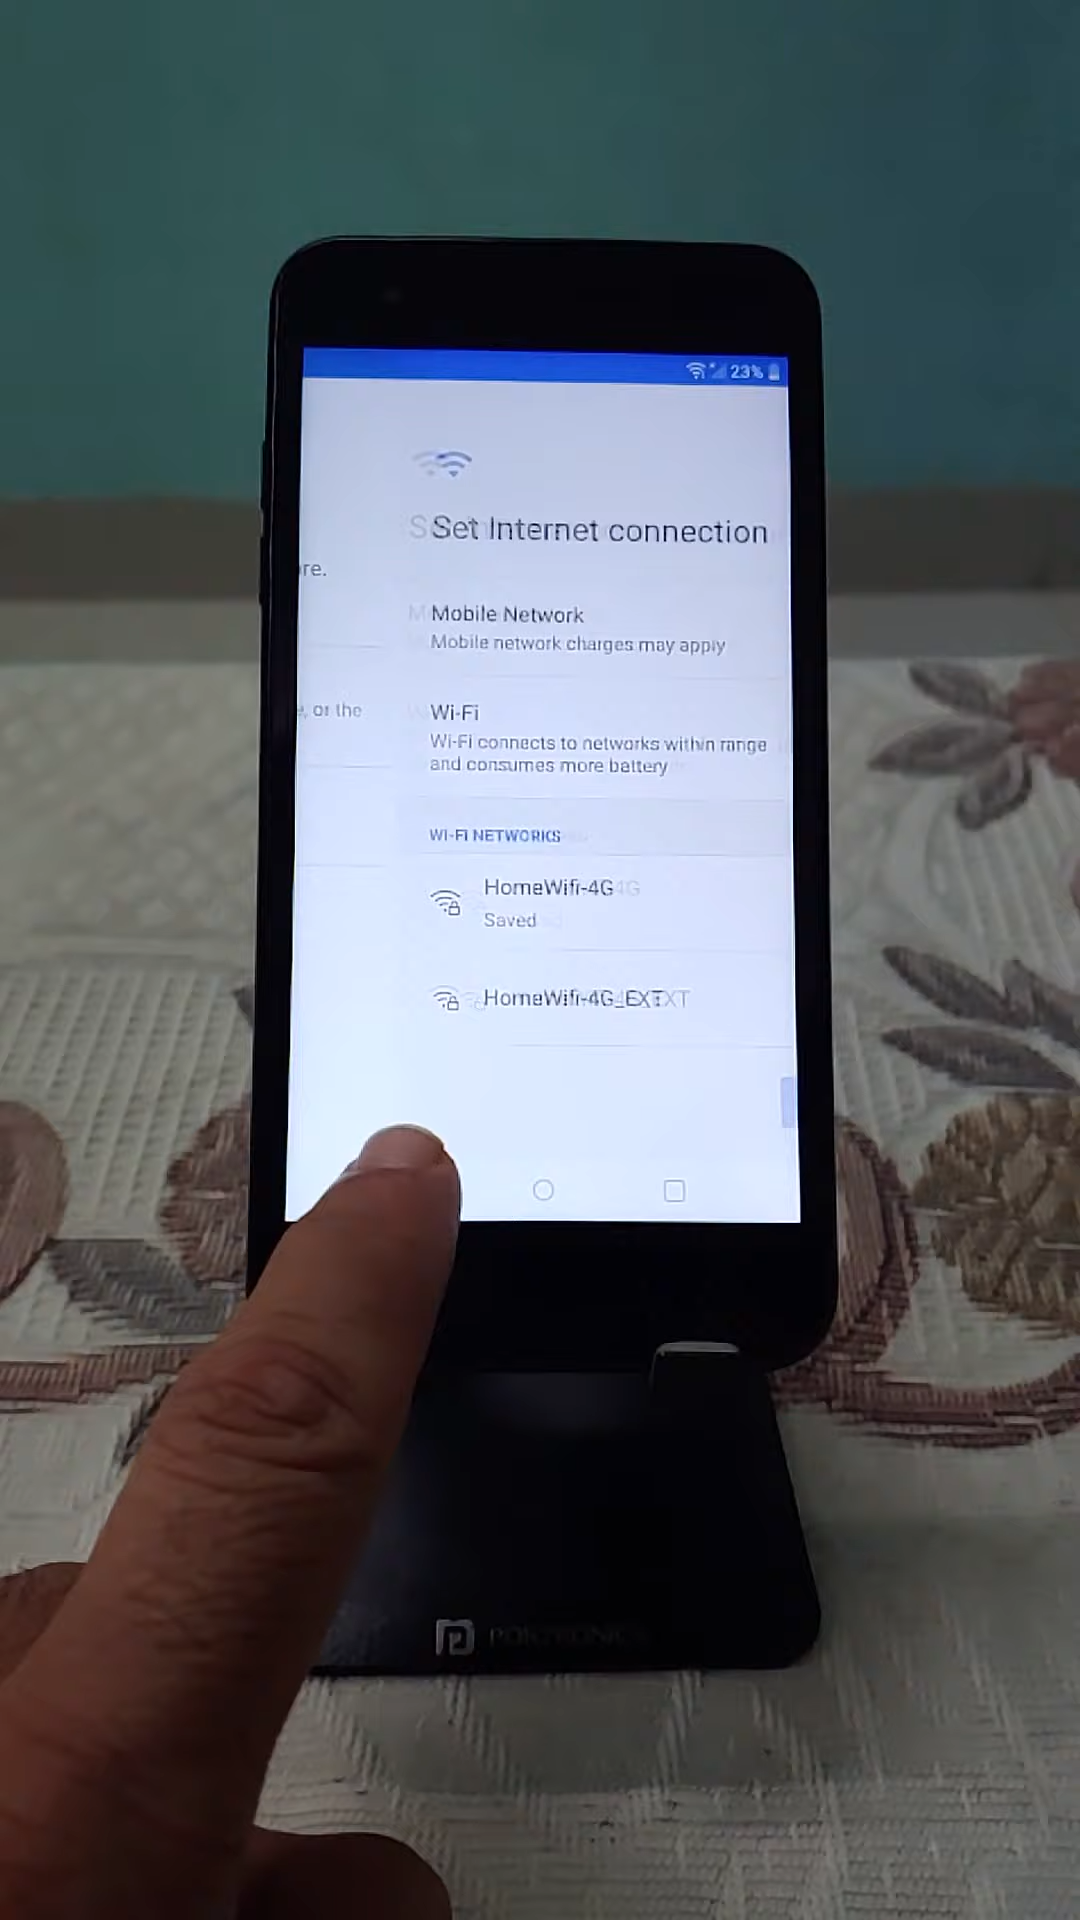 23%
Set Internet connection
re.
Mobile Network
Mobile network charges may apply
, or the
Wi-Fi
Wi-Fi connects to networks within range
and consumes more battery
WI-FI NETWORKS
HomeWifi-4G
Saved
HomeWifi-4G_EXT
PORTRONICS